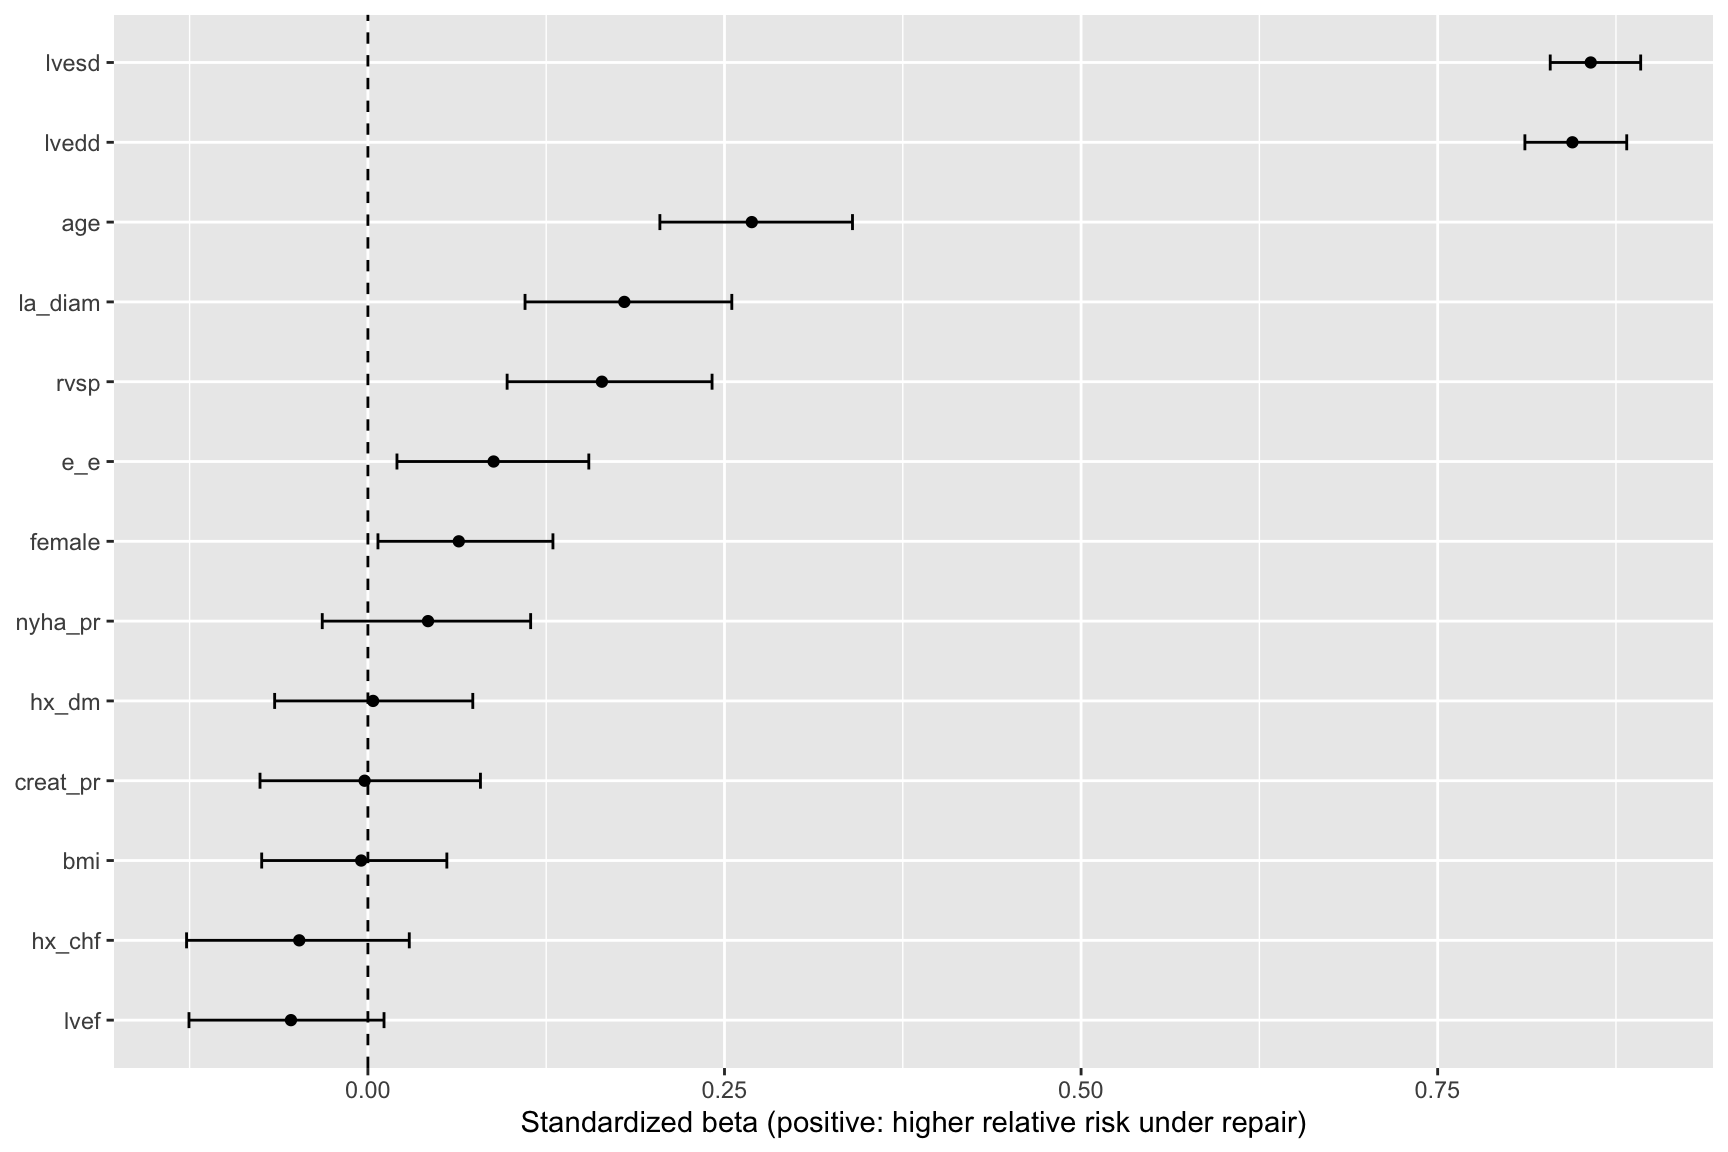 lvesd
lvedd
age
la_diam
rvsp
e_e
female
nyha_pr
hx_dm
creat_pr
bmi
hx_chf
lvef
0.00 0.25 0.50 0.75
Standardized beta (positive: higher relative risk under repair)